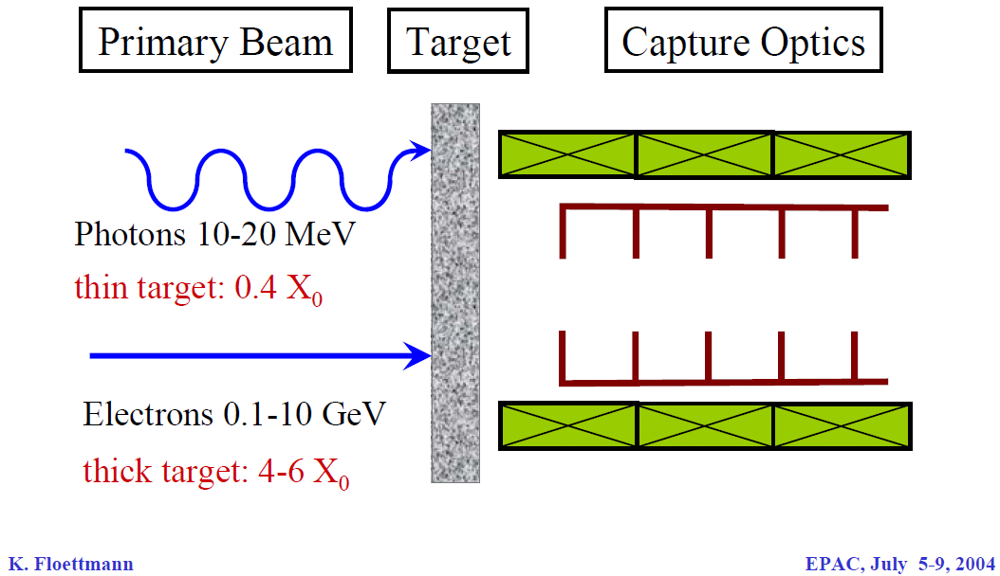 Primary Beam
Target
Capture Optics
Photons 10-20 MeV
thin target: 0.4 X₀
Electrons 0.1-10 GeV
thick target: 4-6 X₀
K. Floettmann
EPAC, July 5-9, 2004